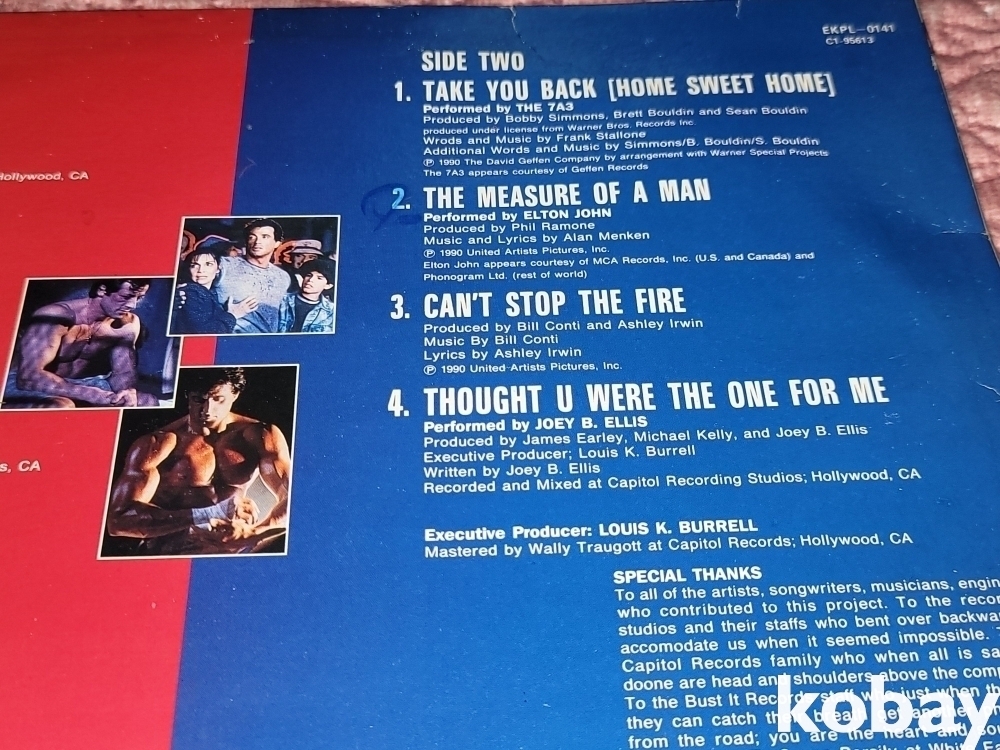 EKPL-0141
C1-95613
SIDE TWO
1. TAKE YOU BACK [HOME SWEET HOME]
Performed by THE 7A3
Produced by Bobby Simmons, Brett Bouldin and Sean Bouldin
produced under license from Warner Bros. Records Inc.
Wrods and Music by Frank Stallone
Additional Words and Music by Simmons/B. Bouldin/S. Bouldin
℗ 1990 The David Geffen Company by arrangement with Warner Special Projects
The 7A3 appears courtesy of Geffen Records
Hollywood, CA
2. THE MEASURE OF A MAN
Performed by ELTON JOHN
Produced by Phil Ramone
Music and Lyrics by Alan Menken
℗ 1990 United Artists Pictures, Inc.
Elton John appears courtesy of MCA Records, Inc. (U.S. and Canada) and
Phonogram Ltd. (rest of world)
3. CAN'T STOP THE FIRE
Produced by Bill Conti and Ashley Irwin
Music By Bill Conti
Lyrics by Ashley Irwin
℗ 1990 United Artists Pictures, Inc.
4. THOUGHT U WERE THE ONE FOR ME
Performed by JOEY B. ELLIS
Produced by James Earley, Michael Kelly, and Joey B. Ellis
Executive Producer; Louis K. Burrell
Written by Joey B. Ellis
Recorded and Mixed at Capitol Recording Studios; Hollywood, CA
s, CA
Executive Producer: LOUIS K. BURRELL
Mastered by Wally Traugott at Capitol Records; Hollywood, CA
SPECIAL THANKS
To all of the artists, songwriters, musicians, engin
who contributed to this project. To the recor
studios and their staffs who bent over backwa
accomodate us when it seemed impossible.
Capitol Records family who when all is sa
doone are head and shoulders above the comp
To the Bust It Records staff who just when th
they can catch
from the road; you are the heart and so
kobay